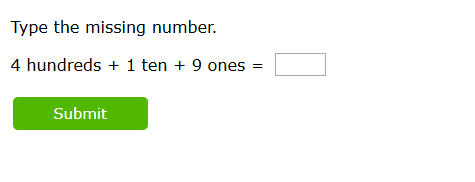 Type the missing number.
4 hundreds + 1 ten + 9 ones =
Submit